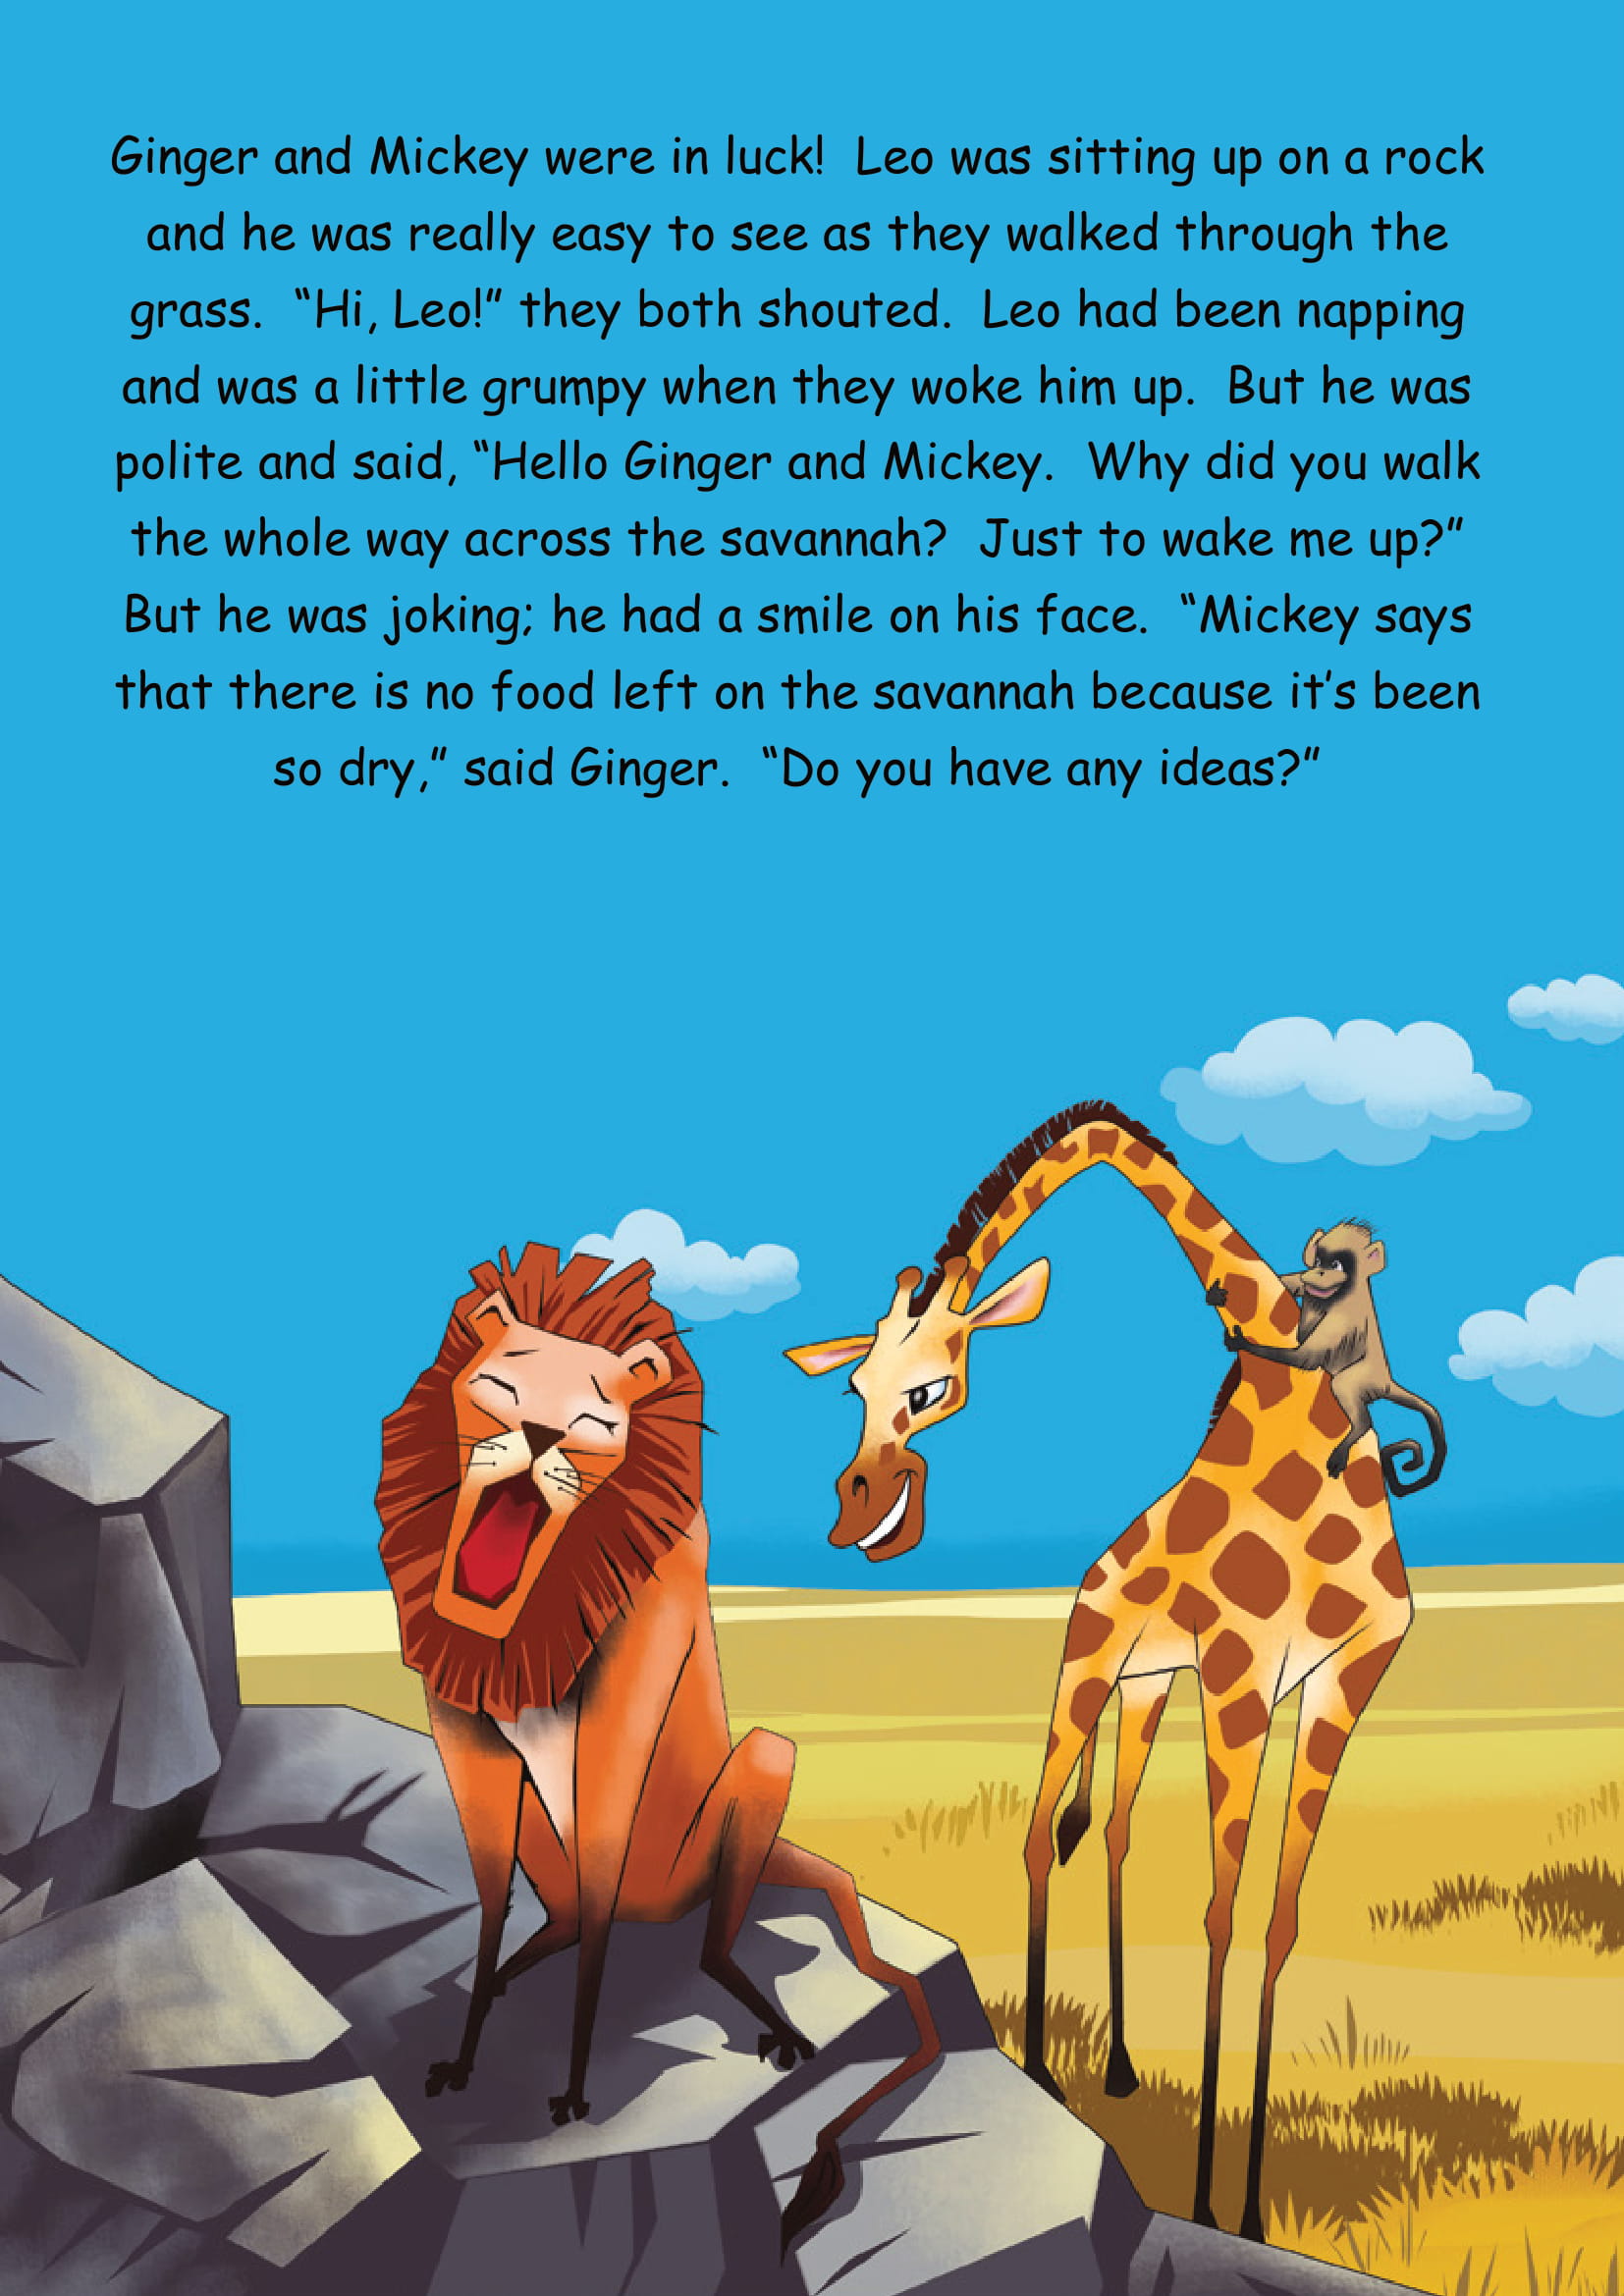 Ginger and Mickey were in luck!  Leo was sitting up on a rock
and he was really easy to see as they walked through the
grass.  “Hi, Leo!” they both shouted.  Leo had been napping
and was a little grumpy when they woke him up.  But he was
polite and said, “Hello Ginger and Mickey.  Why did you walk
the whole way across the savannah?  Just to wake me up?”
But he was joking; he had a smile on his face.  “Mickey says
that there is no food left on the savannah because it’s been
so dry,” said Ginger.  “Do you have any ideas?”